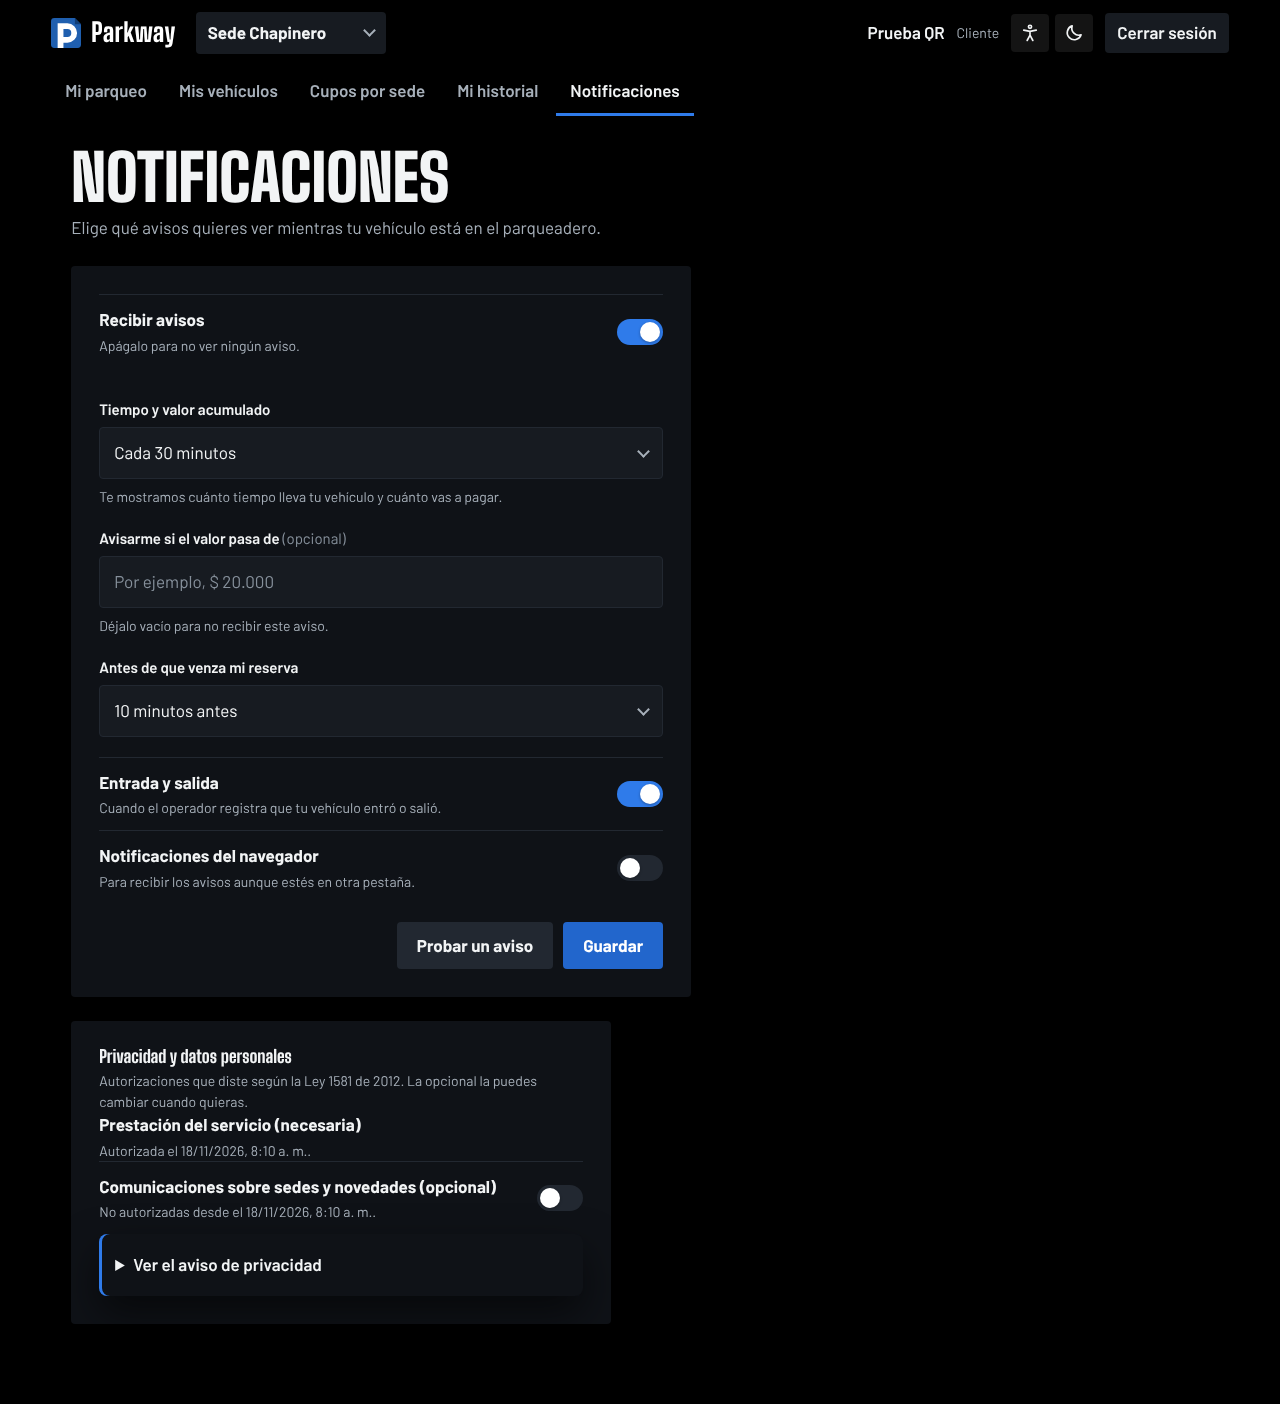 Parkway
Sede Chapinero
Prueba QR Cliente
Cerrar sesión
Mi parqueo Mis vehículos Cupos por sede Mi historial Notificaciones
NOTIFICACIONES
Elige qué avisos quieres ver mientras tu vehículo está en el parqueadero.
Recibir avisos
Apágalo para no ver ningún aviso.
Tiempo y valor acumulado
Cada 30 minutos
Te mostramos cuánto tiempo lleva tu vehículo y cuánto vas a pagar.
Avisarme si el valor pasa de (opcional)
Por ejemplo, $ 20.000
Déjalo vacío para no recibir este aviso.
Antes de que venza mi reserva
10 minutos antes
Entrada y salida
Cuando el operador registra que tu vehículo entró o salió.
Notificaciones del navegador
Para recibir los avisos aunque estés en otra pestaña.
Probar un aviso
Guardar
Privacidad y datos personales
Autorizaciones que diste según la Ley 1581 de 2012. La opcional la puedes
cambiar cuando quieras.
Prestación del servicio (necesaria)
Autorizada el 18/11/2026, 8:10 a. m..
Comunicaciones sobre sedes y novedades (opcional)
No autorizadas desde el 18/11/2026, 8:10 a. m..
Ver el aviso de privacidad